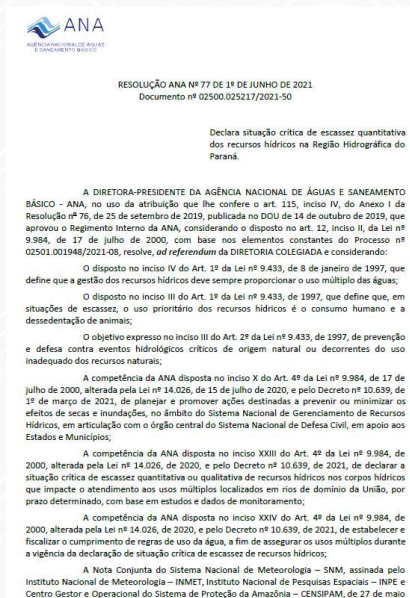 ANA
AGÊNCIA NACIONAL DE ÁGUAS
E SANEAMENTO BÁSICO
RESOLUÇÃO ANA Nº 77 DE 1º DE JUNHO DE 2021
Documento nº 02500.025217/2021-50
Declara situação crítica de escassez quantitativa
dos recursos hídricos na Região Hidrográfica do
Paraná.
A DIRETORA-PRESIDENTE DA AGÊNCIA NACIONAL DE ÁGUAS E SANEAMENTO
BÁSICO - ANA, no uso da atribuição que lhe confere o art. 115, inciso IV, do Anexo I da
Resolução nº 76, de 25 de setembro de 2019, publicada no DOU de 14 de outubro de 2019, que
aprovou o Regimento Interno da ANA, considerando o disposto no art. 12, inciso II, da Lei nº
9.984, de 17 de julho de 2000, com base nos elementos constantes do Processo nº
02501.001948/2021-08, resolve, ad referendum da DIRETORIA COLEGIADA e considerando:
O disposto no inciso IV do Art. 1º da Lei nº 9.433, de 8 de janeiro de 1997, que
define que a gestão dos recursos hídricos deve sempre proporcionar o uso múltiplo das águas;
O disposto no inciso III do Art. 1º da Lei nº 9.433, de 1997, que define que, em
situações de escassez, o uso prioritário dos recursos hídricos é o consumo humano e a
dessedentação de animais;
O objetivo expresso no inciso III do Art. 2º da Lei nº 9.433, de 1997, de prevenção
e defesa contra eventos hidrológicos críticos de origem natural ou decorrentes do uso
inadequado dos recursos naturais;
A competência da ANA disposta no inciso X do Art. 4º da Lei nº 9.984, de 17 de
julho de 2000, alterada pela Lei nº 14.026, de 15 de julho de 2020, e pelo Decreto nº 10.639, de
1º de março de 2021, de planejar e promover ações destinadas a prevenir ou minimizar os
efeitos de secas e inundações, no âmbito do Sistema Nacional de Gerenciamento de Recursos
Hídricos, em articulação com o órgão central do Sistema Nacional de Defesa Civil, em apoio aos
Estados e Municípios;
A competência da ANA disposta no inciso XXIII do Art. 4º da Lei nº 9.984, de
2000, alterada pela Lei nº 14.026, de 2020, e pelo Decreto nº 10.639, de 2021, de declarar a
situação crítica de escassez quantitativa ou qualitativa de recursos hídricos nos corpos hídricos
que impacte o atendimento aos usos múltiplos localizados em rios de domínio da União, por
prazo determinado, com base em estudos e dados de monitoramento;
A competência da ANA disposta no inciso XXIV do Art. 4º da Lei nº 9.984, de
2000, alterada pela Lei nº 14.026, de 2020, e pelo Decreto nº 10.639, de 2021, de estabelecer e
fiscalizar o cumprimento de regras de uso da água, a fim de assegurar os usos múltiplos durante
a vigência da declaração de situação crítica de escassez de recursos hídricos;
A Nota Conjunta do Sistema Nacional de Meteorologia – SNM, assinada pelo
Instituto Nacional de Meteorologia – INMET, Instituto Nacional de Pesquisas Espaciais – INPE e
Centro Gestor e Operacional do Sistema de Proteção da Amazônia – CENSIPAM, de 27 de maio